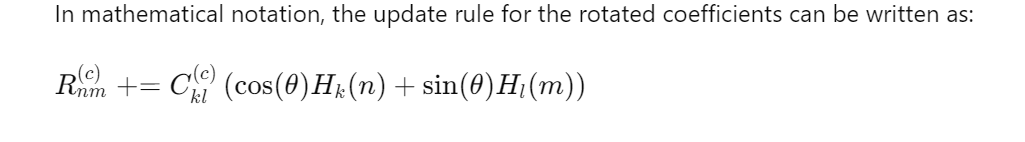 In mathematical notation, the update rule for the rotated coefficients can be written as:
R_{nm}^{(c)} += C_{kl}^{(c)} (cos(θ)H_k(n) + sin(θ)H_l(m))